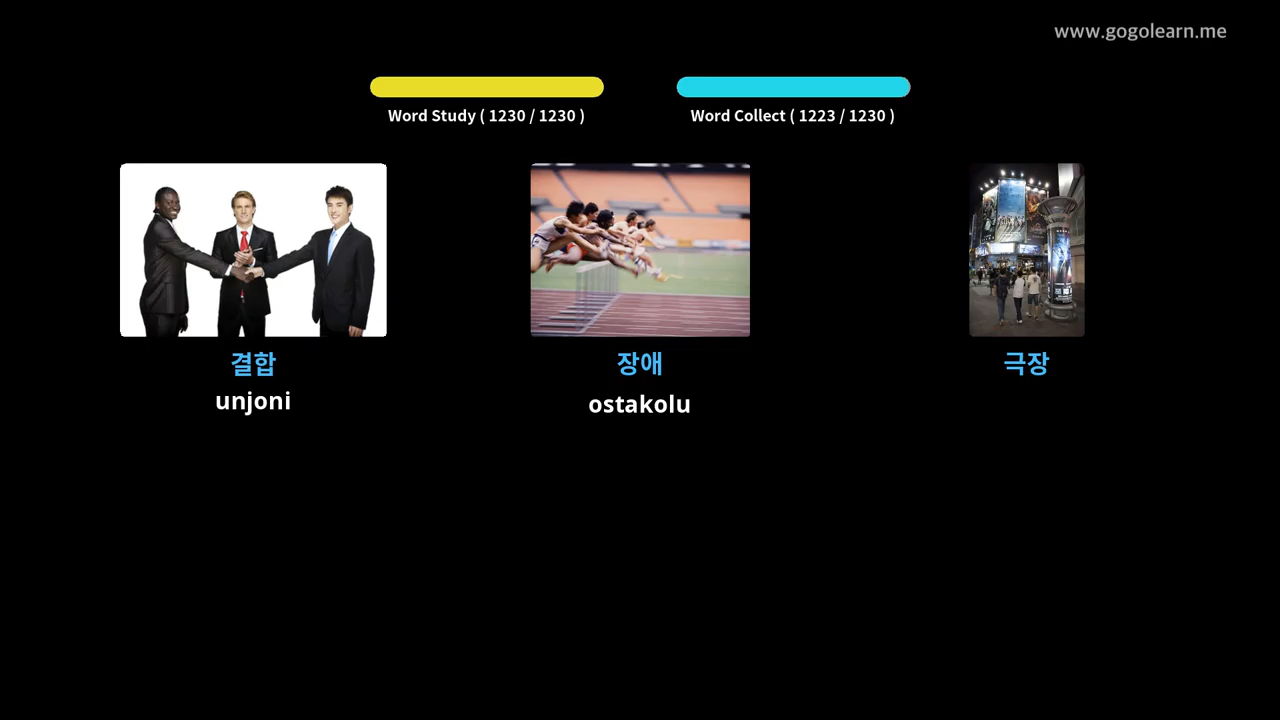 www.gogolearn.me
Word Study ( 1230 / 1230 )
Word Collect ( 1223 / 1230 )
결합
장애
극장
unjoni
ostakolu